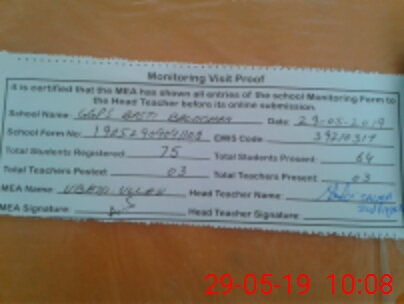 Monitoring Visit Proof
It is certified that the MEA has shown all entries of the school Monitoring Form to
the Head Teacher before its online submission.
School Name: GGPS BASTI Date: 29-05-2019
School Form No: CNIS Code
Total Students Registered: 75 Total Students Present: 64
Total Teachers Posted: 03 Total Teachers Present: 03
MEA Name: Head Teacher Name:
MEA Signature: Head Teacher Signature
29-05-19 10:08